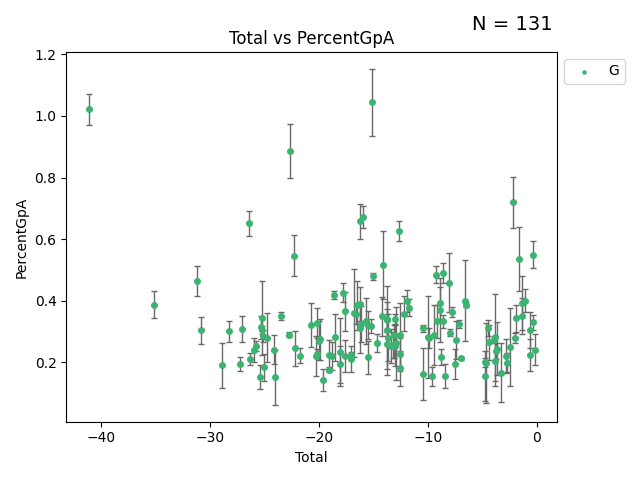 N = 131
Total vs PercentGpA
G
PercentGpA
1.2
1.0
0.8
0.6
0.4
0.2
−40 −30 −20 −10 0
Total